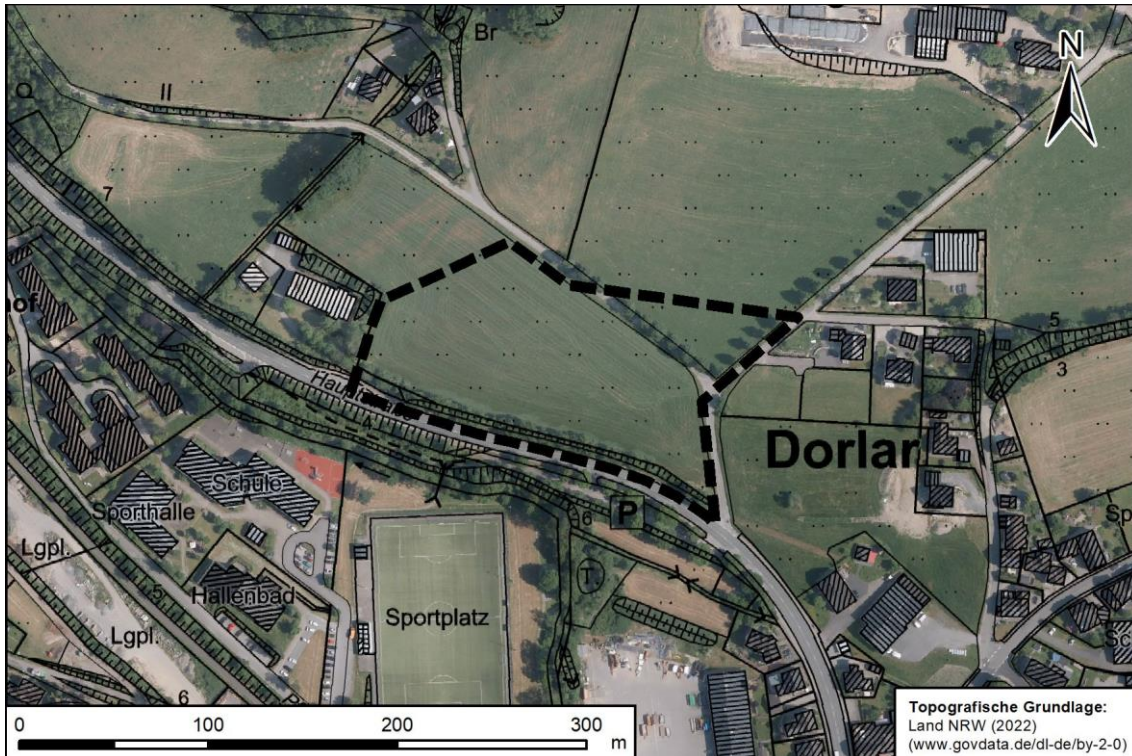 Br
N
Q
II
7
hof
5
3
Hau
4
Dorlar
Schule
Sporthalle
6
P
Sp
Lgpl.
5
Hallenbad
T
Sportplatz
Lgpl.
Sch
6
0 100 200 300
m
Topografische Grundlage:
Land NRW (2022)
(www.govdata.de/dl-de/by-2-0)